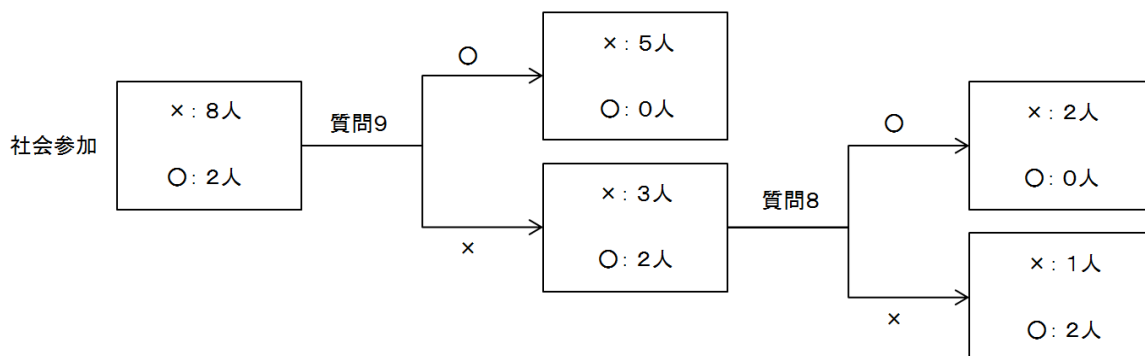 社会参加
×：8人
〇：2人
質問9
〇
×
×：5人
〇：0人
×：3人
〇：2人
質問8
〇
×
×：2人
〇：0人
×：1人
〇：2人